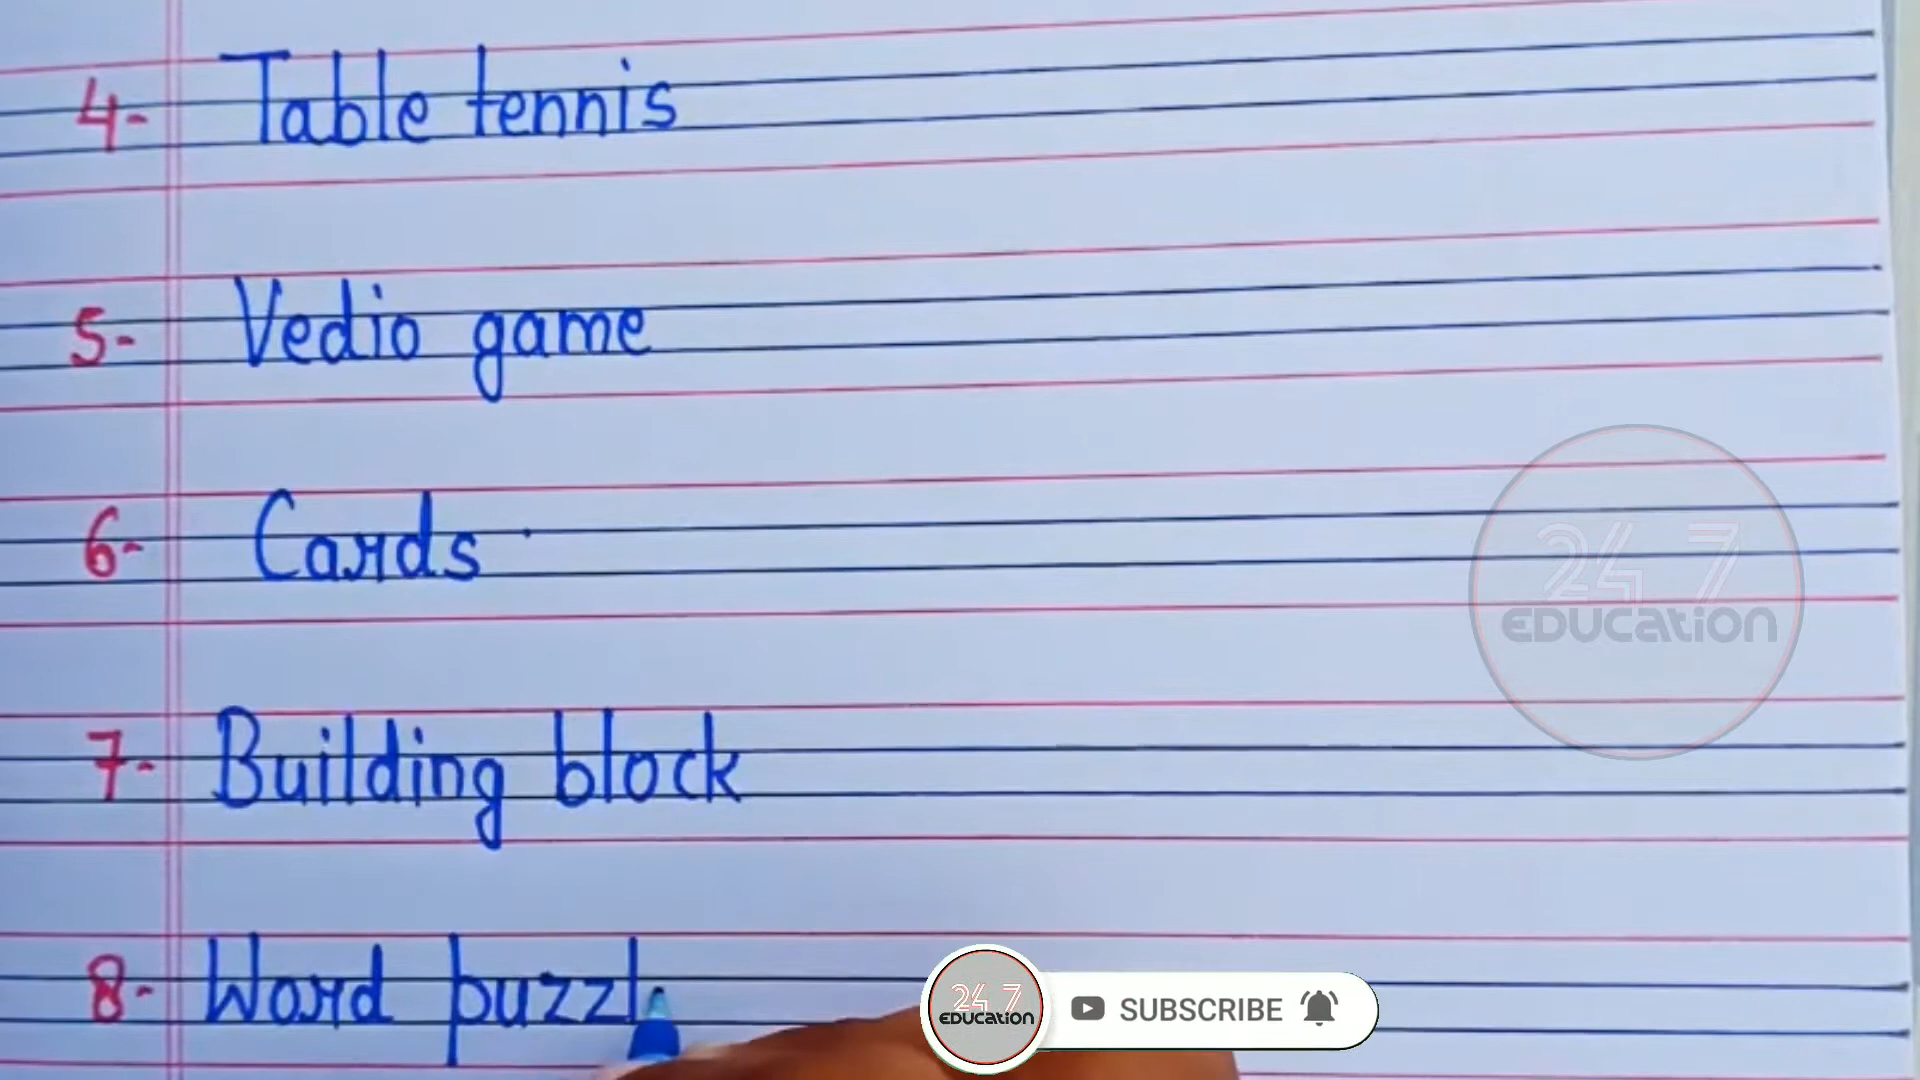 4- Table tennis
5- Vedio game
6- Cards
7- Building block
24 7
EDUCation
8- Word puzzl
24 7
EDUCation
SUBSCRIBE